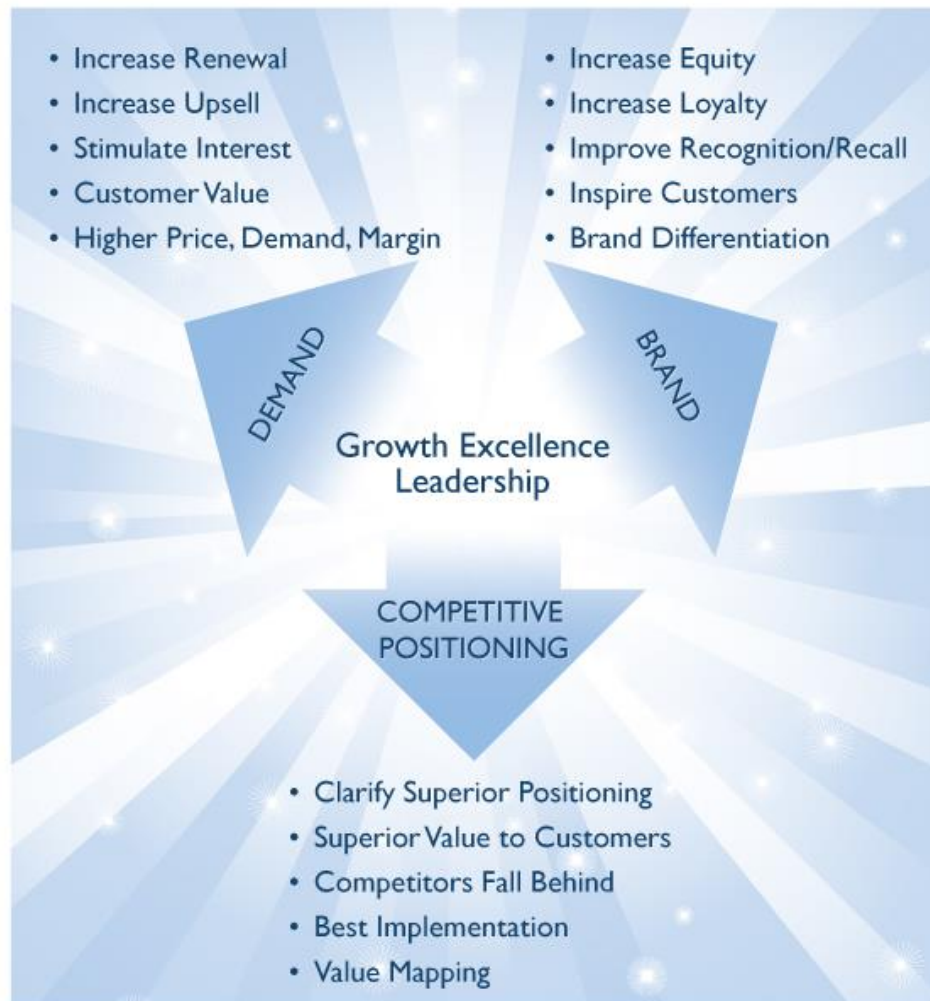 • Increase Renewal
• Increase Upsell
• Stimulate Interest
• Customer Value
• Higher Price, Demand, Margin
• Increase Equity
• Increase Loyalty
• Improve Recognition/Recall
• Inspire Customers
• Brand Differentiation
DEMAND
BRAND
Growth Excellence
Leadership
COMPETITIVE
POSITIONING
• Clarify Superior Positioning
• Superior Value to Customers
• Competitors Fall Behind
• Best Implementation
• Value Mapping